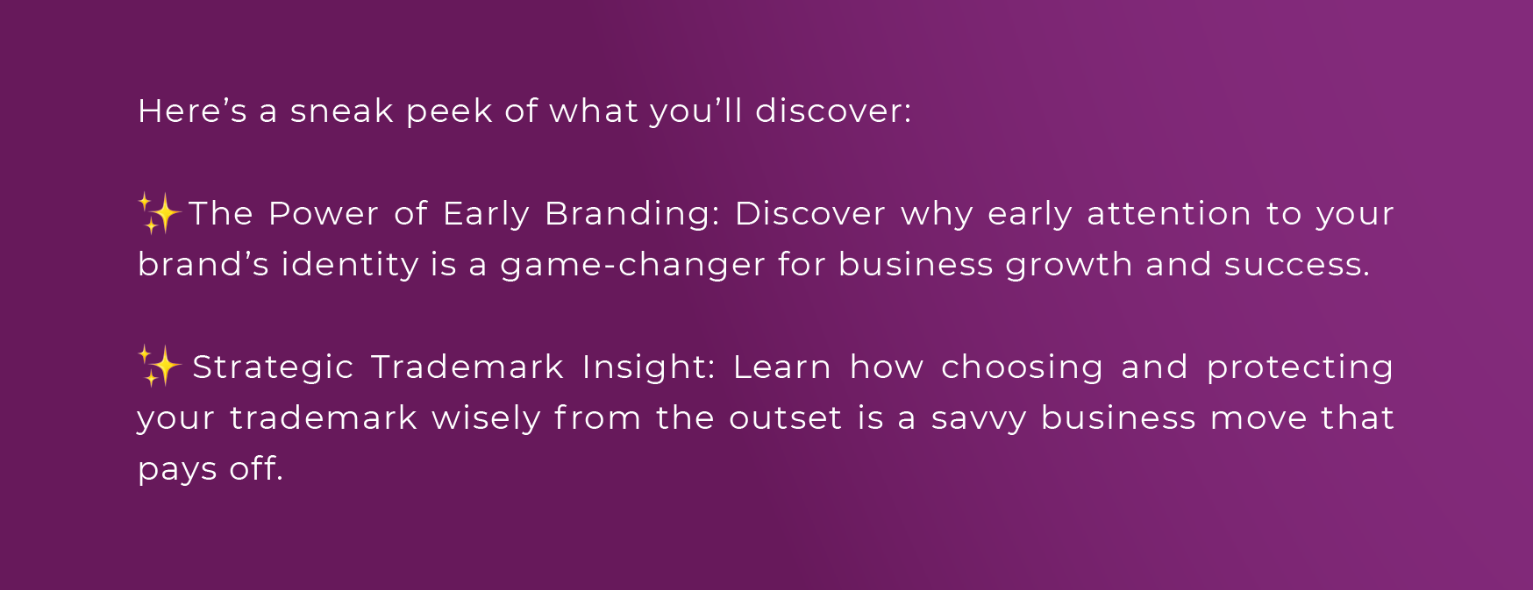 Here’s a sneak peek of what you’ll discover:
✨The Power of Early Branding: Discover why early attention to your
brand’s identity is a game-changer for business growth and success.
✨ Strategic Trademark Insight: Learn how choosing and protecting
your trademark wisely from the outset is a savvy business move that
pays off.